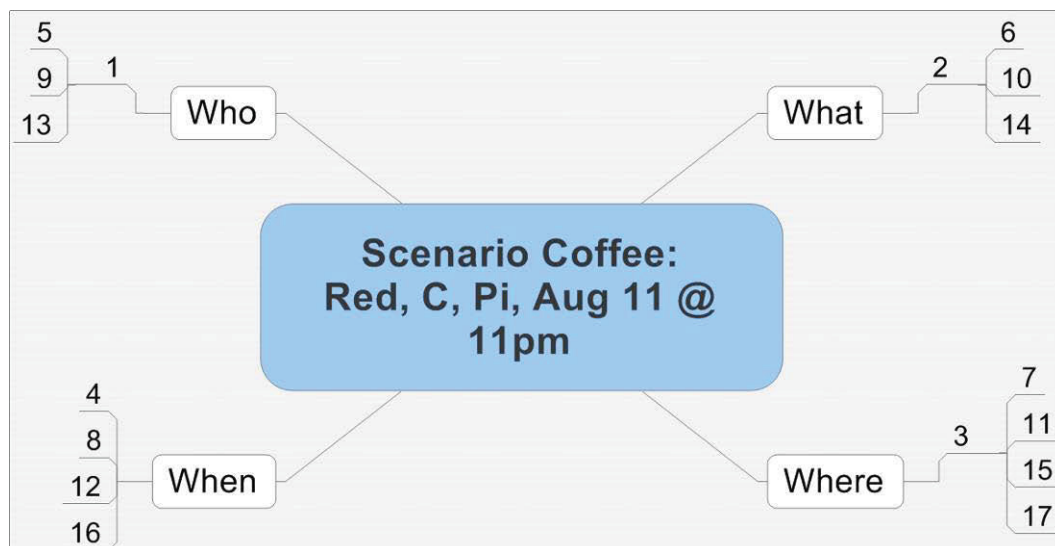 5
9
13
1
Who
What
2
6
10
14
Scenario Coffee:
Red, C, Pi, Aug 11 @
11pm
4
8
12
16
When
Where
3
7
11
15
17